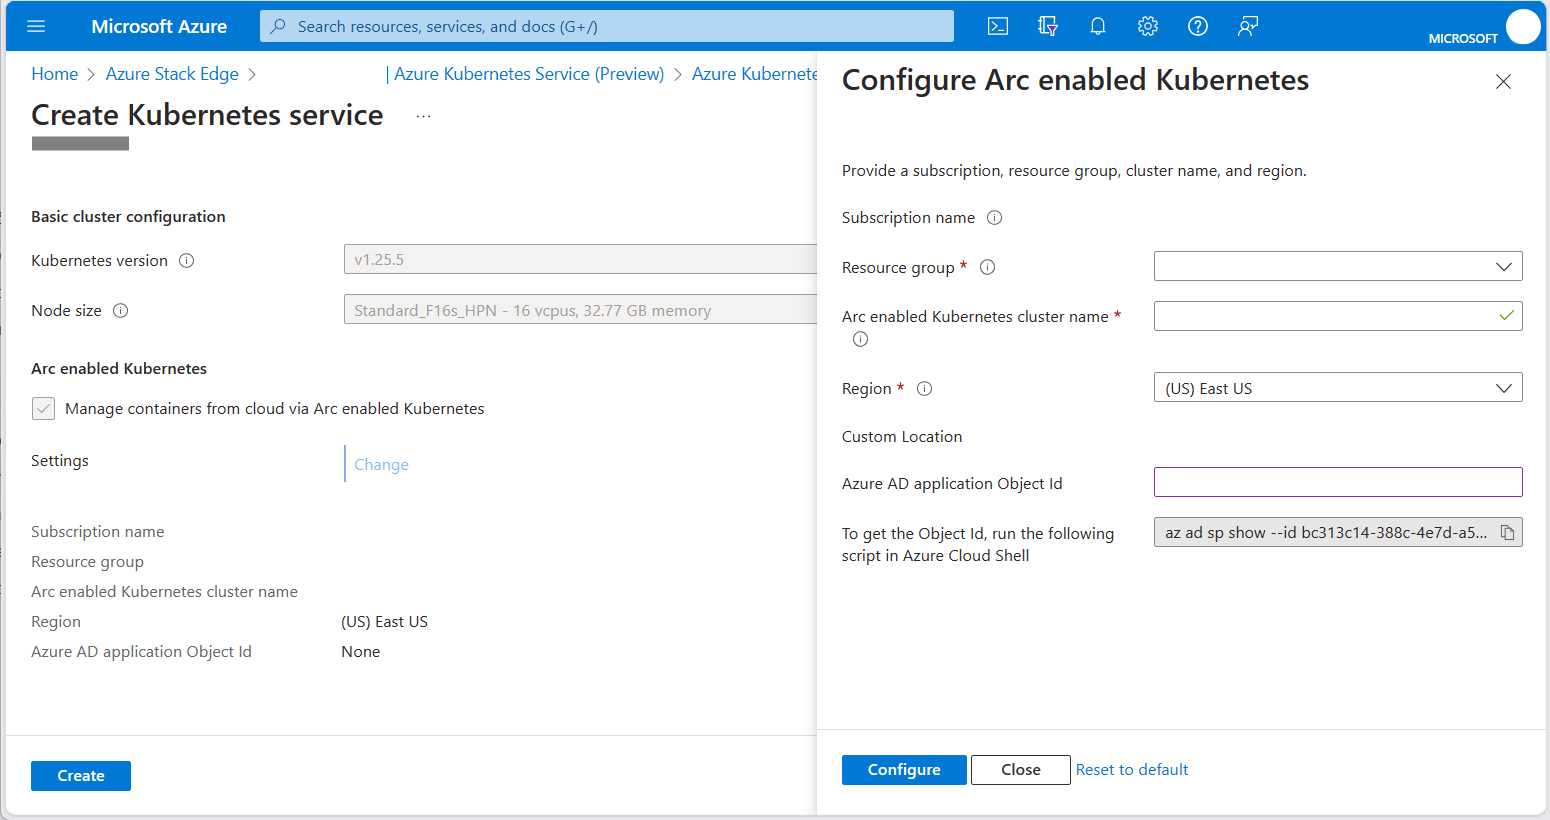 Microsoft Azure
Search resources, services, and docs (G+/)
MICROSOFT
Home > Azure Stack Edge >
| Azure Kubernetes Service (Preview) > Azure Kubernete
Create Kubernetes service ...
Basic cluster configuration
Kubernetes version
v1.25.5
Node size
Standard_F16s_HPN - 16 vcpus, 32.77 GB memory
Arc enabled Kubernetes
Manage containers from cloud via Arc enabled Kubernetes
Settings
Change
Subscription name
Resource group
Arc enabled Kubernetes cluster name
Region
(US) East US
Azure AD application Object Id
None
Create
Configure Arc enabled Kubernetes
Provide a subscription, resource group, cluster name, and region.
Subscription name
Resource group *
Arc enabled Kubernetes cluster name *
Region *
(US) East US
Custom Location
Azure AD application Object Id
To get the Object Id, run the following
script in Azure Cloud Shell
az ad sp show --id bc313c14-388c-4e7d-a5...
Configure
Close
Reset to default